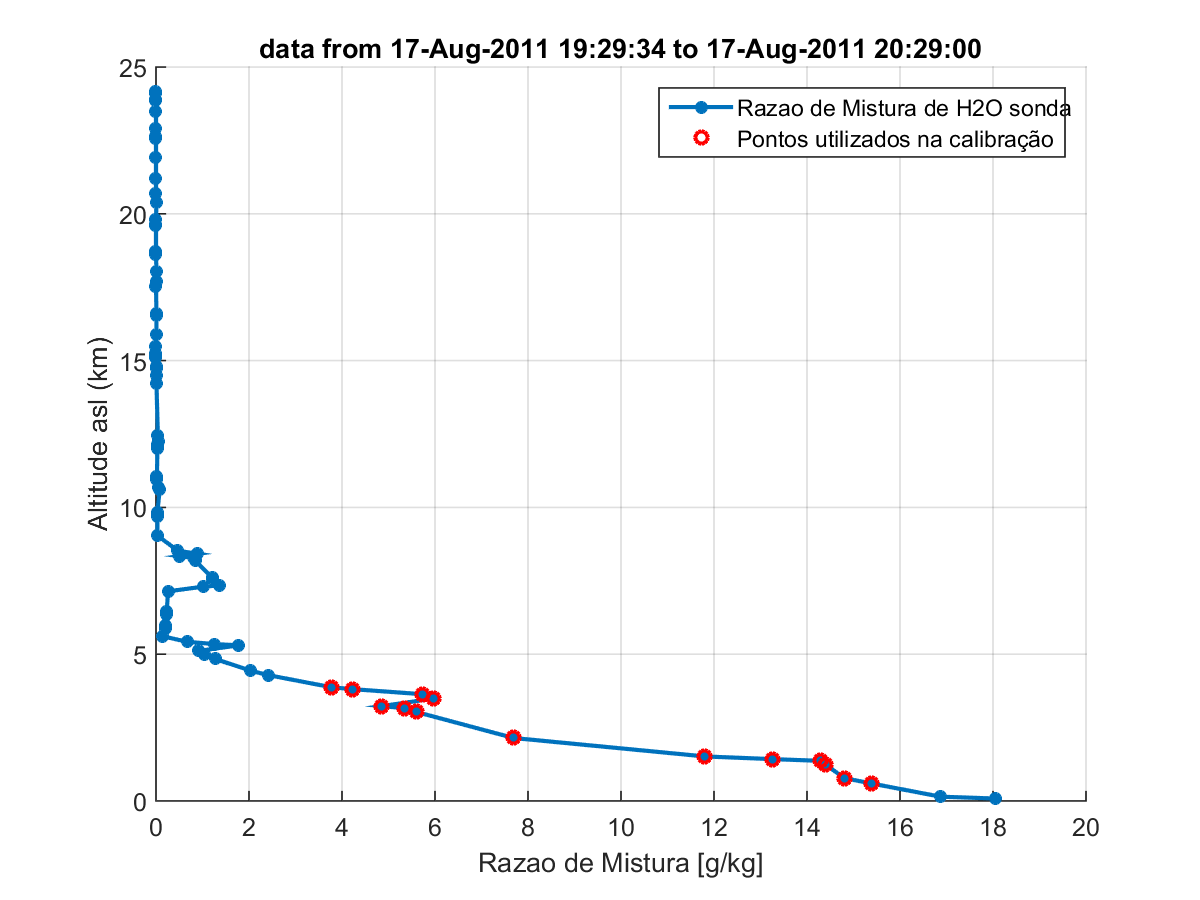 data from 17-Aug-2011 19:29:34 to 17-Aug-2011 20:29:00
Razao de Mistura de H2O sonda
Pontos utilizados na calibração
Altitude asl (km)
25
20
15
10
5
0
0 2 4 6 8 10 12 14 16 18 20
Razao de Mistura [g/kg]